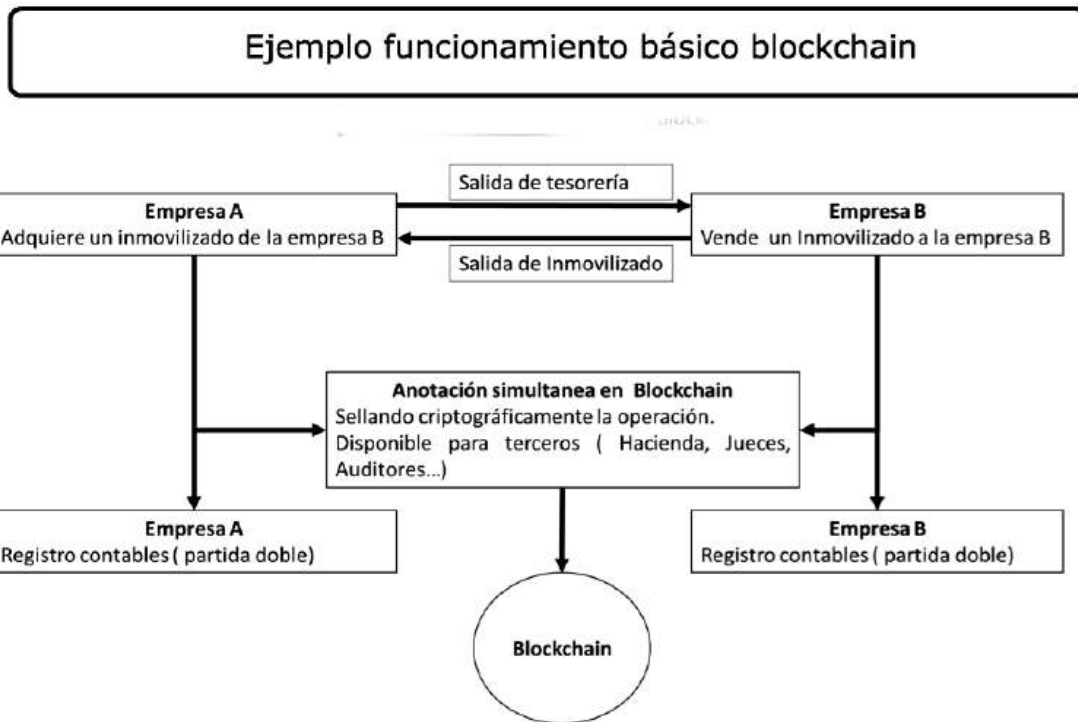 Ejemplo funcionamiento básico blockchain
Salida de tesorería
Empresa A
Adquiere un inmovilizado de la empresa B
Empresa B
Vende un Inmovilizado a la empresa B
Salida de Inmovilizado
Anotación simultanea en Blockchain
Sellando criptográficamente la operación.
Disponible para terceros ( Hacienda, Jueces,
Auditores...)
Empresa A
Registro contables ( partida doble)
Empresa B
Registro contables ( partida doble)
Blockchain